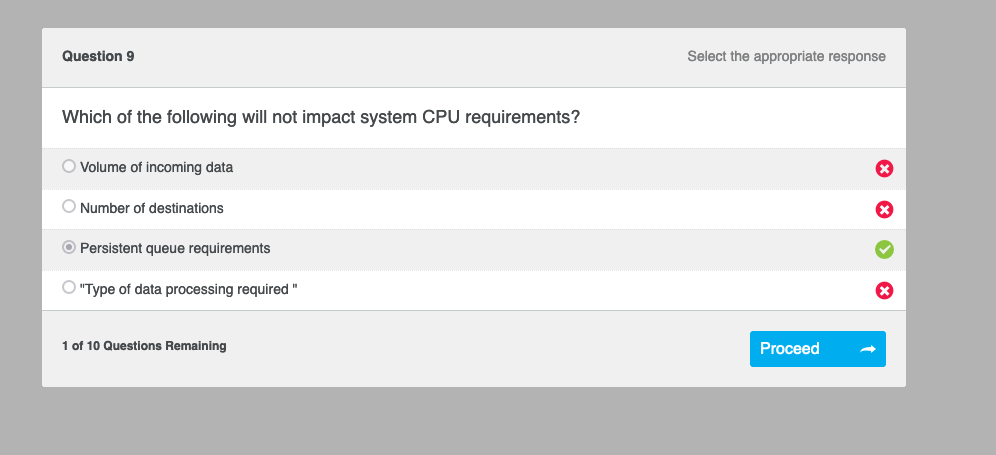 Question 9
Select the appropriate response
Which of the following will not impact system CPU requirements?
Volume of incoming data
Number of destinations
Persistent queue requirements
"Type of data processing required "
1 of 10 Questions Remaining
Proceed